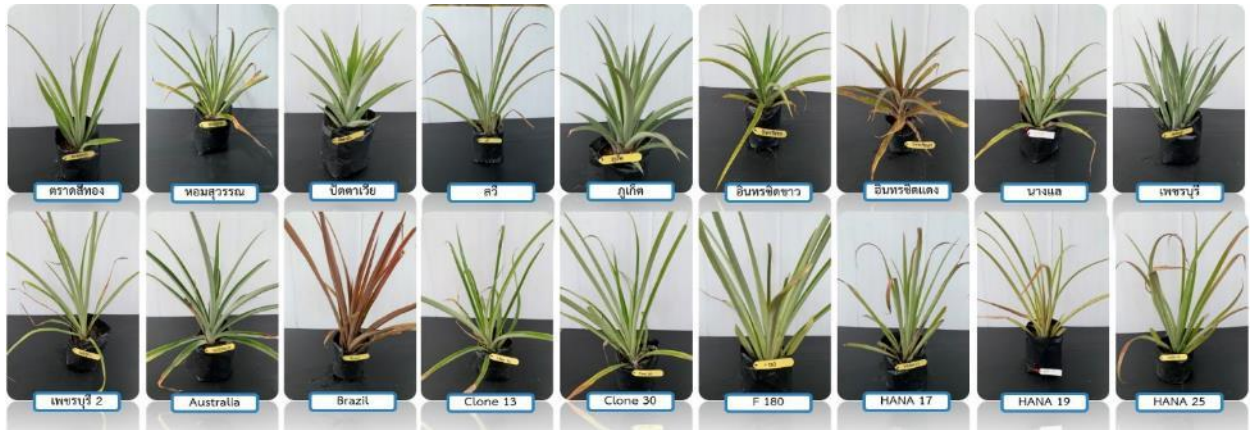 ตราดสีทอง
หอมสุวรรณ
ปัตตาเวีย
สวี
ภูเก็ต
อินทรชิตขาว
อินทรชิตแดง
นางแล
เพชรบุรี
เพชรบุรี 2
Australia
Brazil
Clone 13
Clone 30
F 180
HANA 17
HANA 19
HANA 25